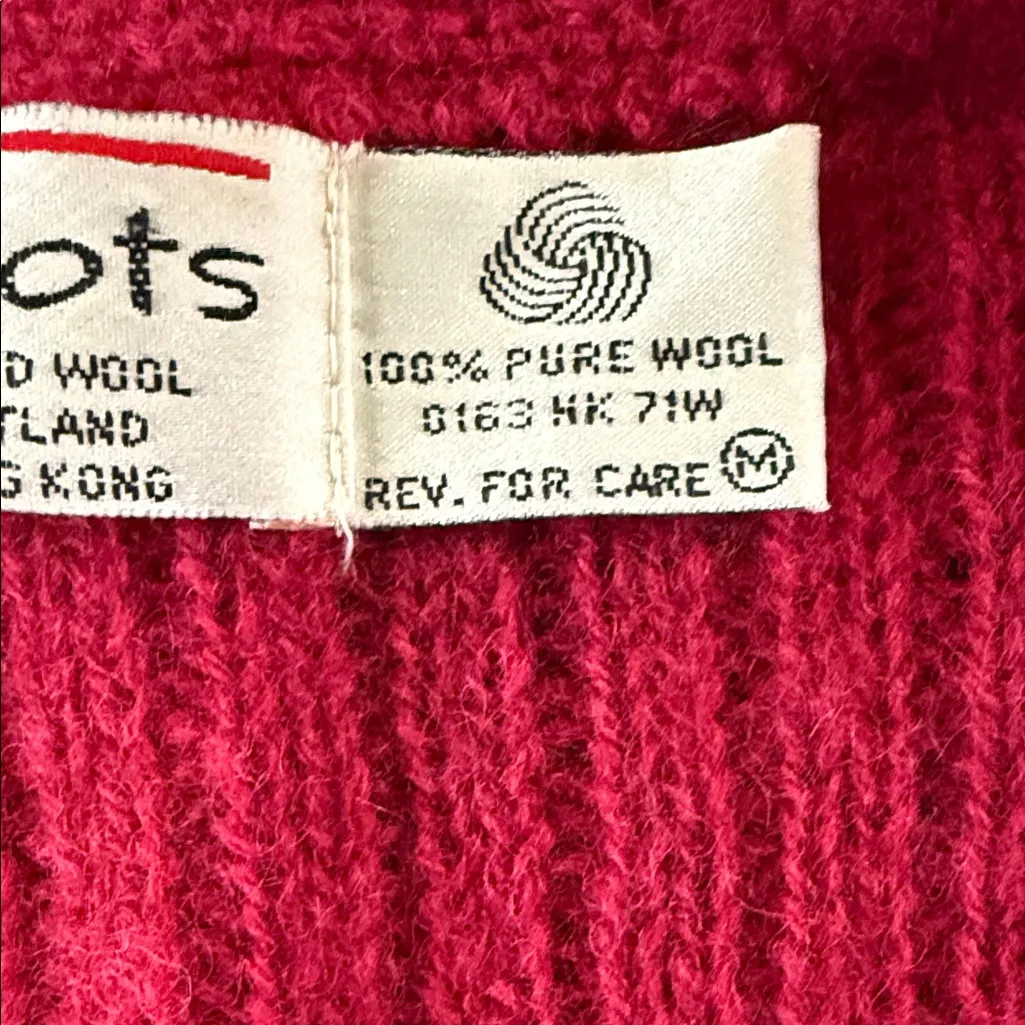 ots
D WOOL
TLAND
G KONG
100% PURE WOOL
0163 HK 71W
REV. FOR CARE M